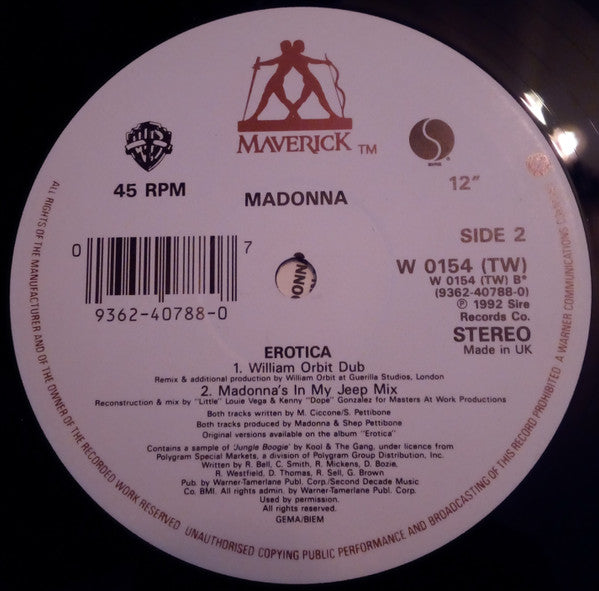 MAVERICK TM
WB
45 RPM
MADONNA
12"
SIDE 2
0
7
9362-40788-0
W 0154 (TW)
W 0154 (TW) B*
(9362-40788-0)
℗ 1992 Sire
Records Co.
STEREO
Made in UK
EROTICA
1. William Orbit Dub
Remix & additional production by William Orbit at Guerilla Studios, London
2. Madonna's In My Jeep Mix
Reconstruction & mix by "Little" Louie Vega & Kenny "Dope" Gonzalez for Masters At Work Productions
Both tracks written by M. Ciccone/S. Pettibone
Both tracks produced by Madonna & Shep Pettibone
Original versions available on the album "Erotica"
Contains a sample of 'Jungle Boogie' by Kool & The Gang, under licence from
Polygram Special Markets, a division of Polygram Group Distribution, Inc.
Written by R. Bell, C. Smith, R. Mickens, D. Bozie,
R. Westfield, D. Thomas, R. Sell, G. Brown
Pub. by Warner-Tamerlane Publ. Corp./Second Decade Music
Co. BMI. All rights admin. by Warner-Tamerlane Publ. Corp.
Used by permission.
All rights reserved.
GEMA/BIEM
ALL RIGHTS OF THE MANUFACTURER AND OF THE OWNER OF THE RECORDED WORK RESERVED UNAUTHORISED COPYING PUBLIC PERFORMANCE AND BROADCASTING OF THIS RECORD PROHIBITED A WARNER COMMUNICATIONS